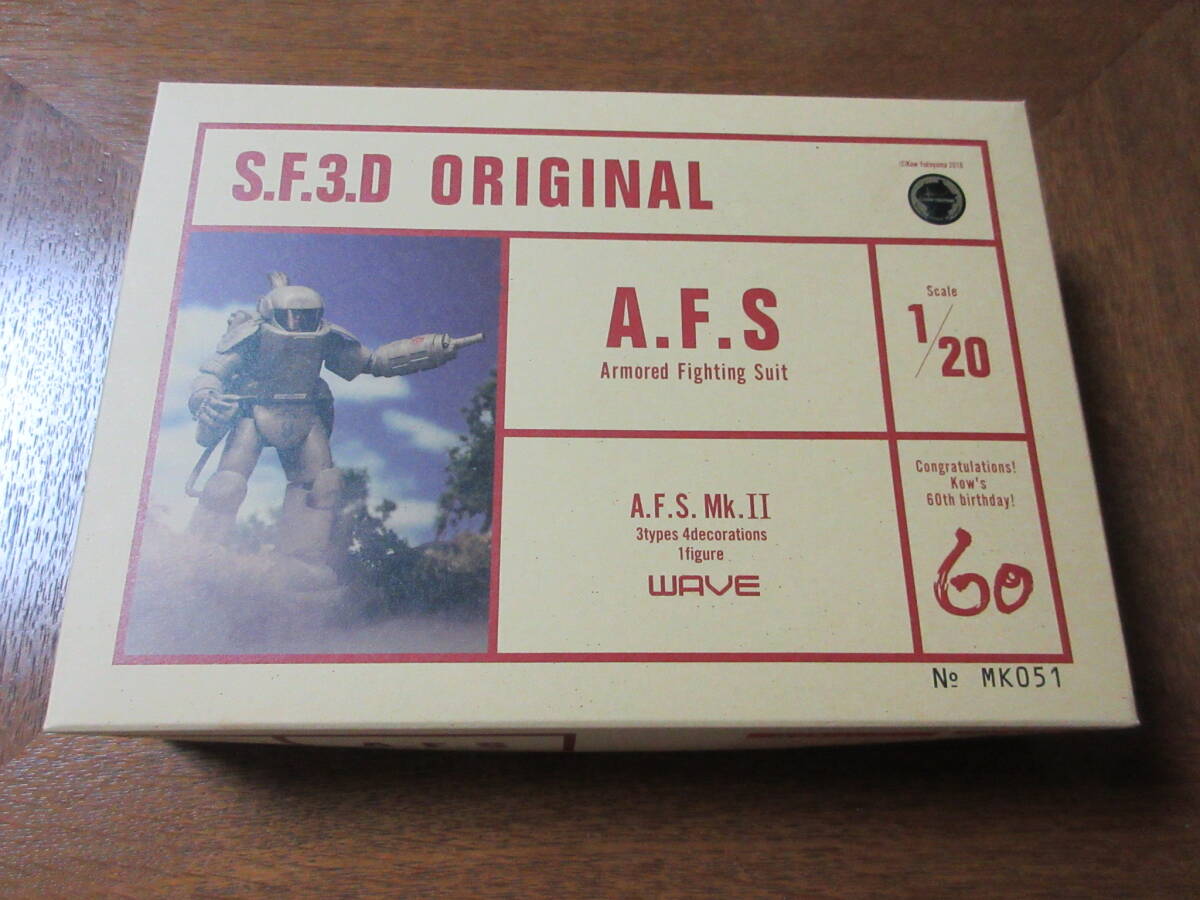 S.F.3.D ORIGINAL
©Kow Yokoyama 2016
A.F.S
Armored Fighting Suit
Scale
1/20
A.F.S. Mk.II
3types 4decorations
1figure
WAVE
Congratulations!
Kow's
60th birthday!
60
№ MK051
A.F.S